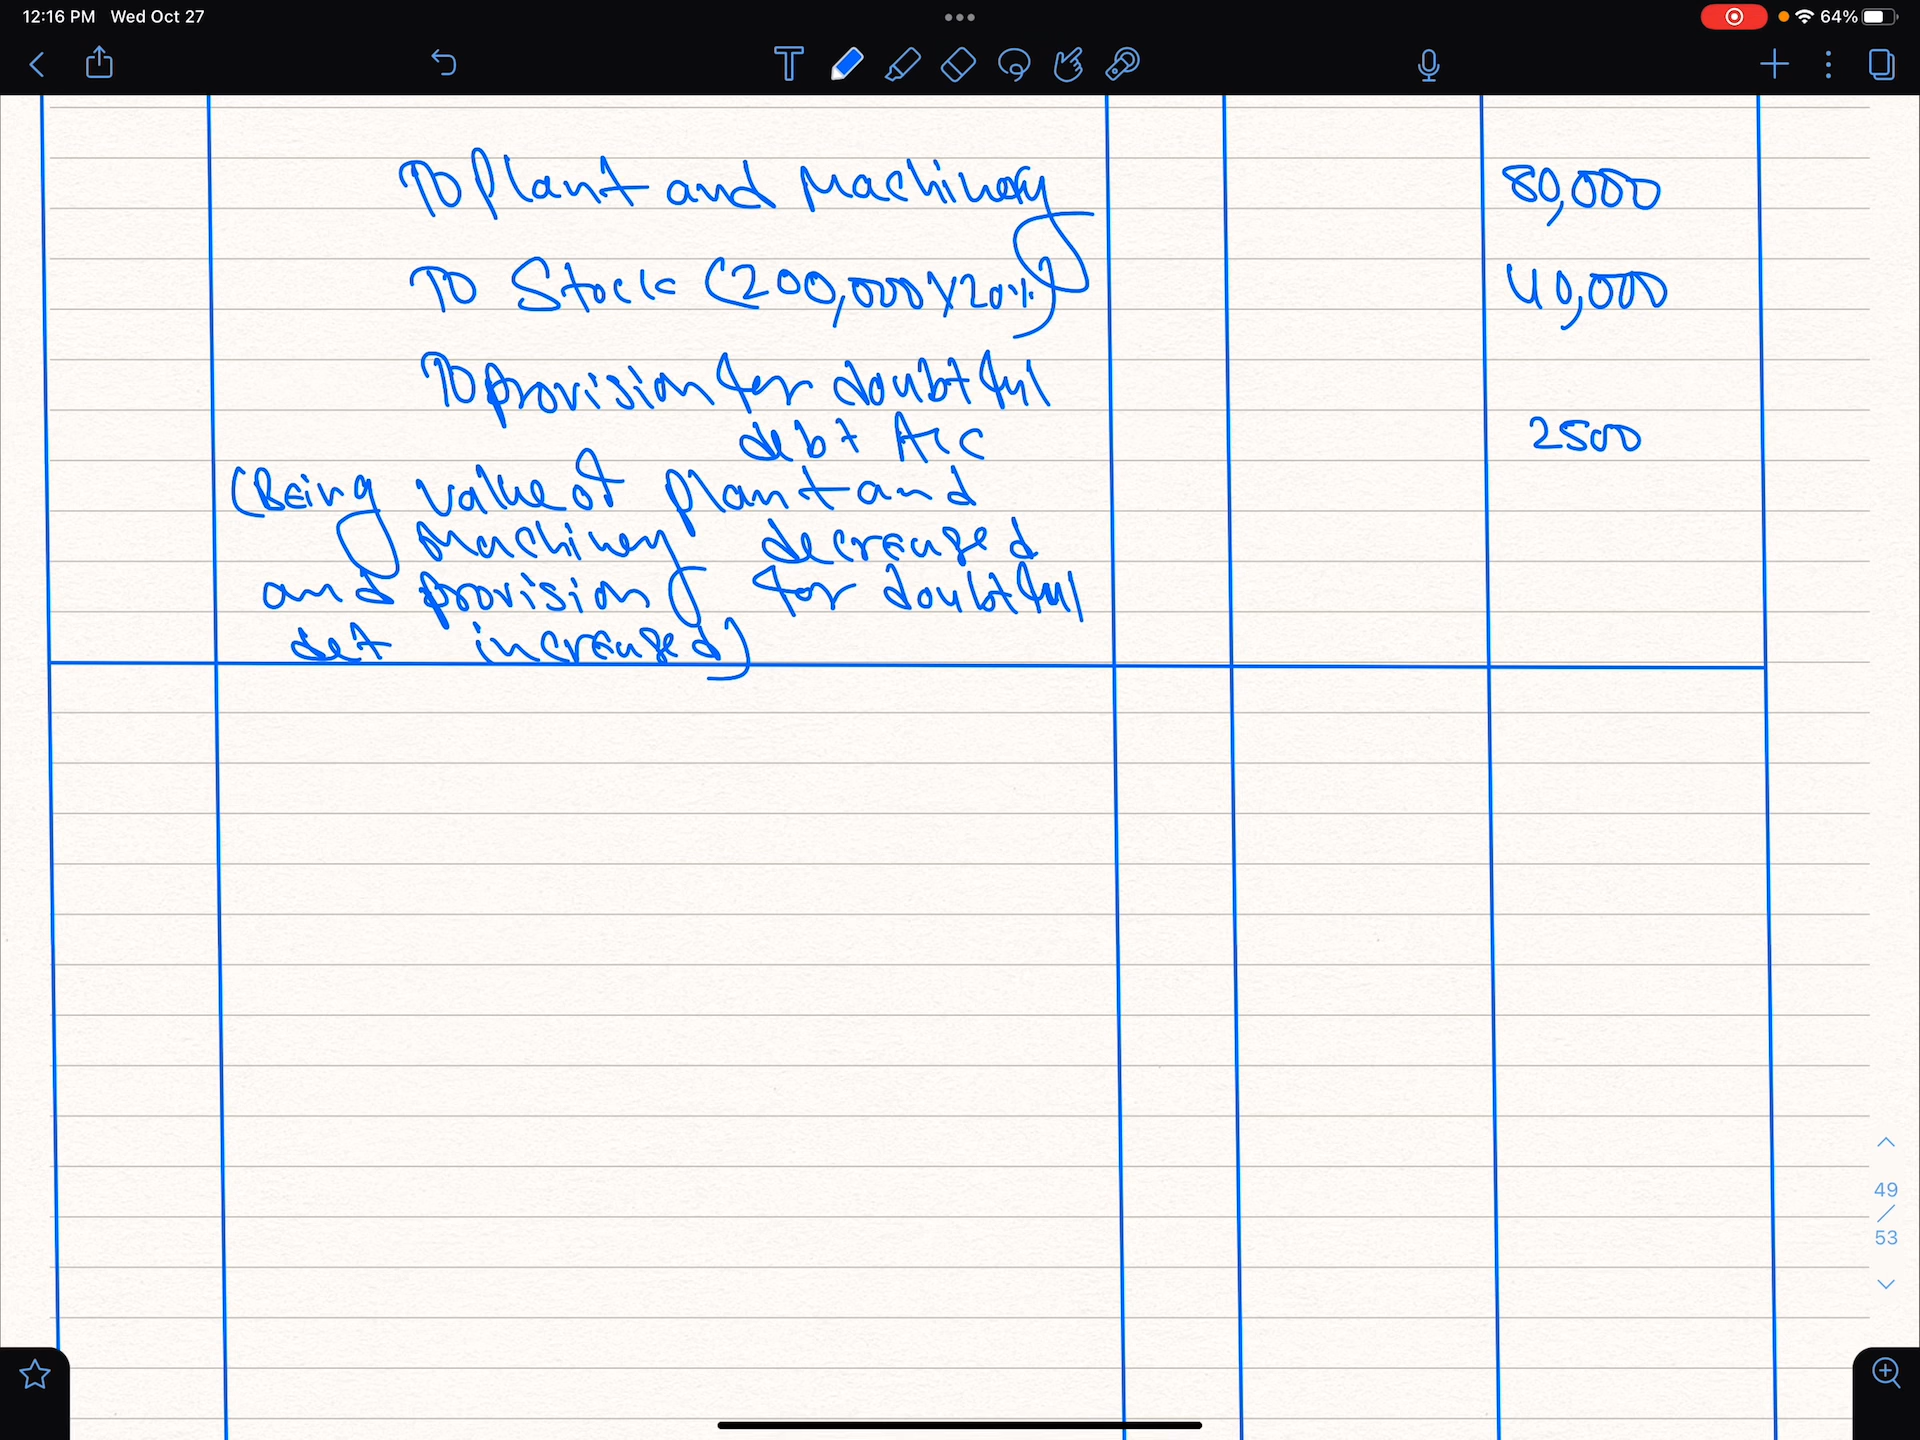 12:16 PM Wed Oct 27
64%
To Plant and Machinery 80,000
To Stock (200,000 X 20%) 40,000
To provision for doubtful
debt A/c 2500
(Being value of plant and
Machinery decreased
and provision for doubtful
det increased)
49
/
53